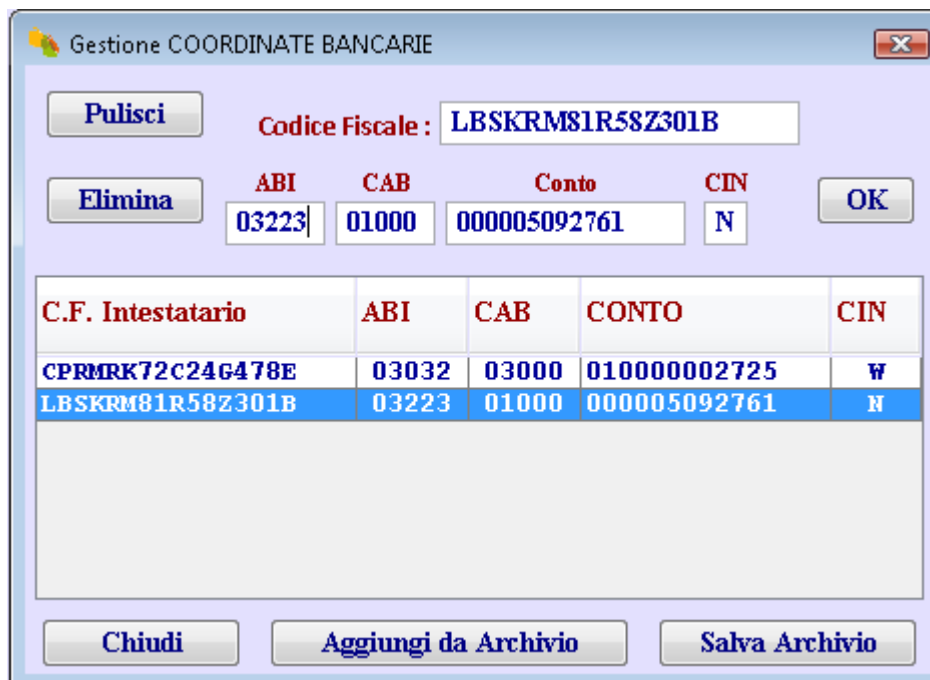 Gestione COORDINATE BANCARIE
Pulisci
Codice Fiscale : LBSKRM81R58Z301B
ABI CAB Conto CIN
Elimina 03223 01000 000005092761 N OK
C.F. Intestatario ABI CAB CONTO CIN
CPRMRK72C24G478E 03032 03000 010000002725 W
LBSKRM81R58Z301B 03223 01000 000005092761 N
Chiudi Aggiungi da Archivio Salva Archivio